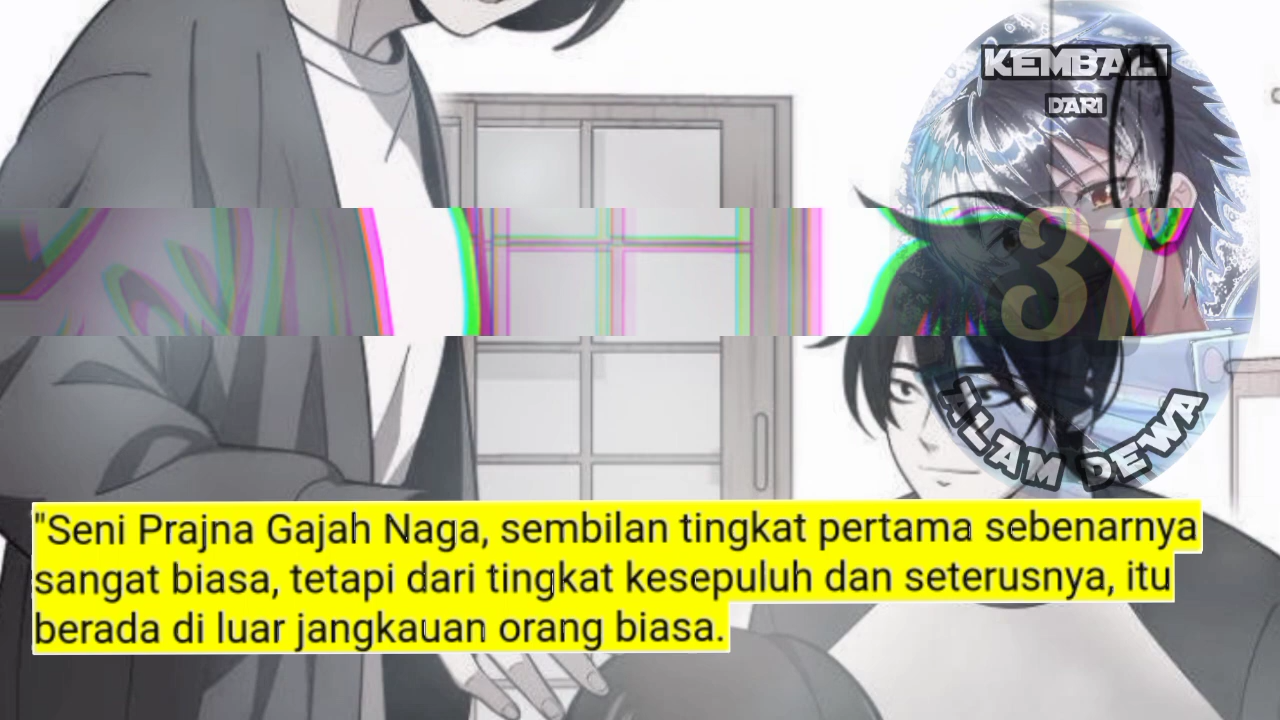 KEMBALI
DARI
37
ALAM DEWA
"Seni Prajna Gajah Naga, sembilan tingkat pertama sebenarnya
sangat biasa, tetapi dari tingkat kesepuluh dan seterusnya, itu
berada di luar jangkauan orang biasa.